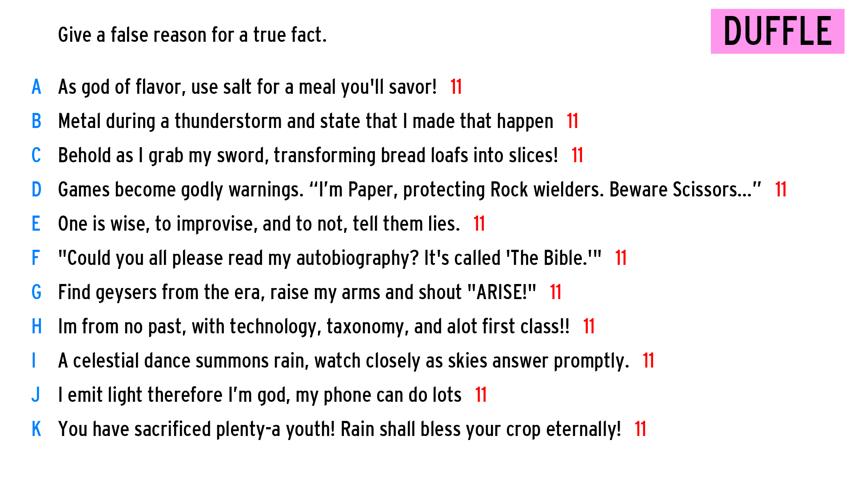 Give a false reason for a true fact.
DUFFLE
A As god of flavor, use salt for a meal you'll savor! 11
B Metal during a thunderstorm and state that I made that happen 11
C Behold as I grab my sword, transforming bread loafs into slices! 11
D Games become godly warnings. “I’m Paper, protecting Rock wielders. Beware Scissors...” 11
E One is wise, to improvise, and to not, tell them lies. 11
F "Could you all please read my autobiography? It's called 'The Bible.'" 11
G Find geysers from the era, raise my arms and shout "ARISE!" 11
H Im from no past, with technology, taxonomy, and alot first class!! 11
I A celestial dance summons rain, watch closely as skies answer promptly. 11
J I emit light therefore I’m god, my phone can do lots 11
K You have sacrificed plenty-a youth! Rain shall bless your crop eternally! 11